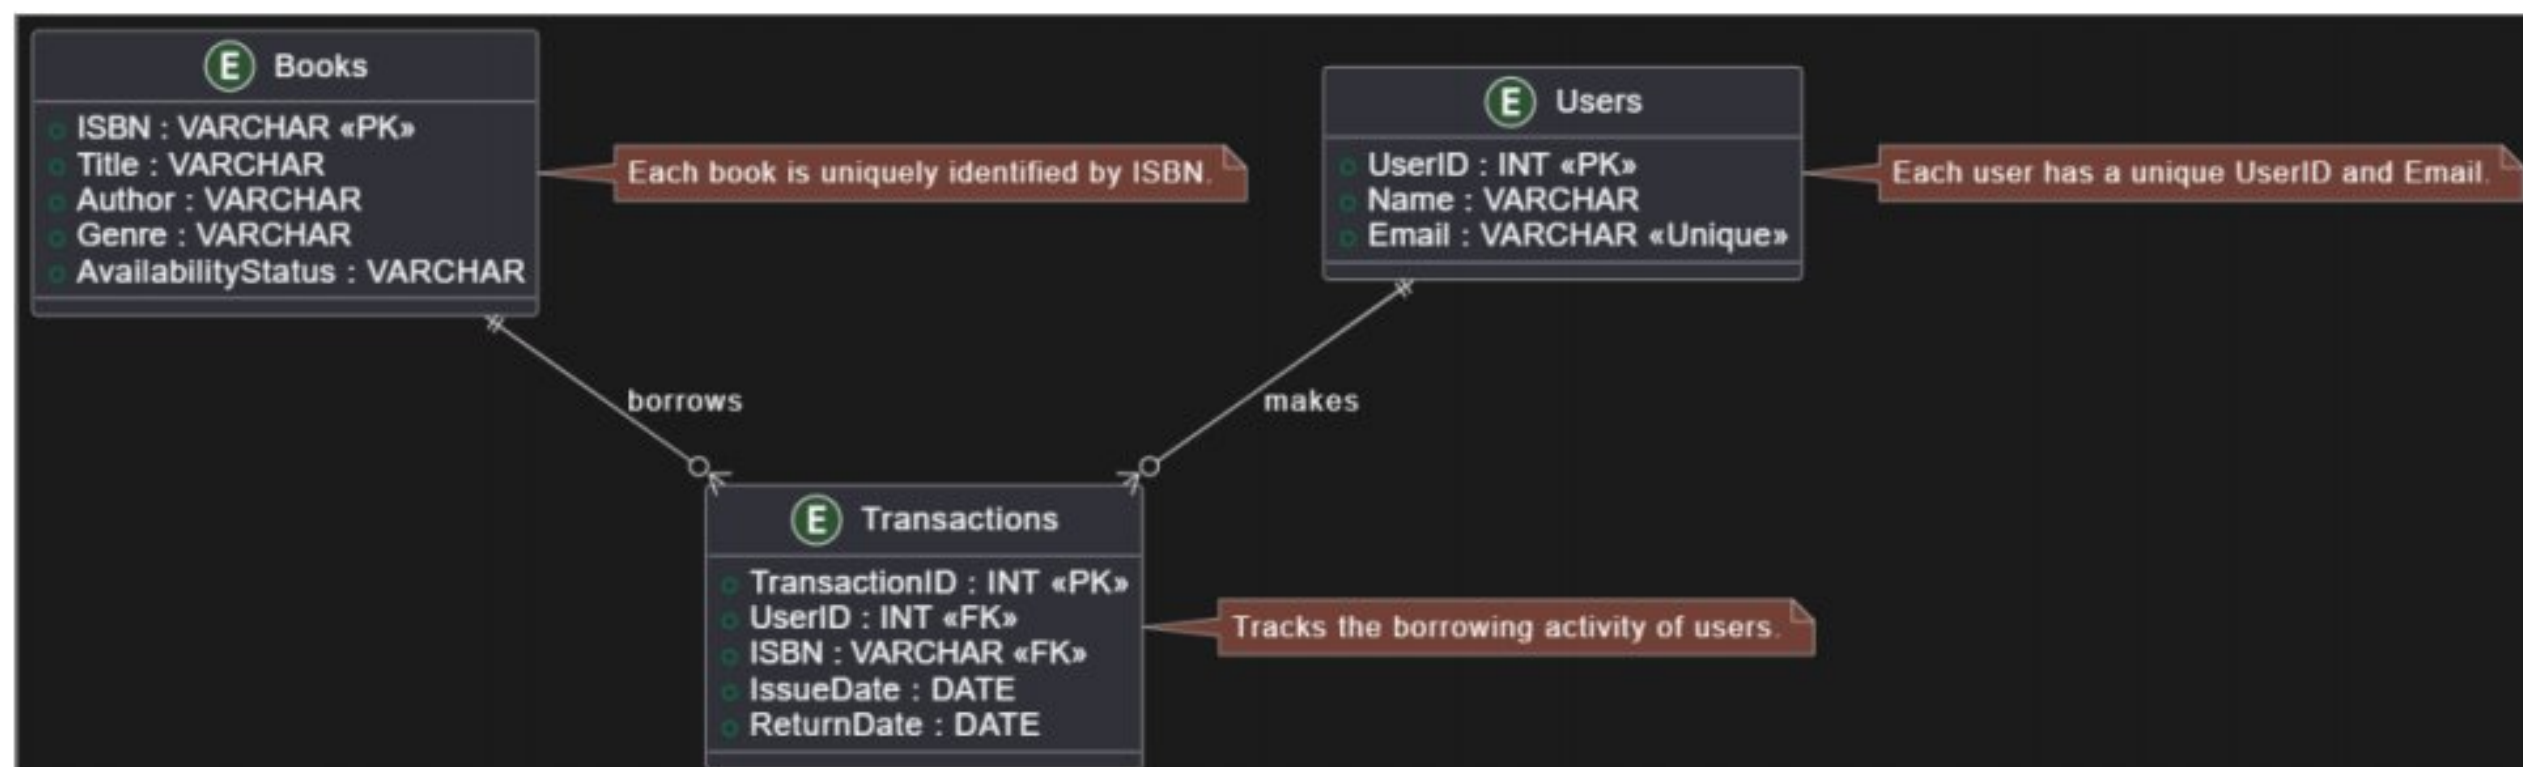 E Books
ISBN : VARCHAR «PK»
Title : VARCHAR
Author : VARCHAR
Genre : VARCHAR
AvailabilityStatus : VARCHAR
Each book is uniquely identified by ISBN.
E Users
UserID : INT «PK»
Name : VARCHAR
Email : VARCHAR «Unique»
Each user has a unique UserID and Email.
borrows
makes
E Transactions
TransactionID : INT «PK»
UserID : INT «FK»
ISBN : VARCHAR «FK»
IssueDate : DATE
ReturnDate : DATE
Tracks the borrowing activity of users.